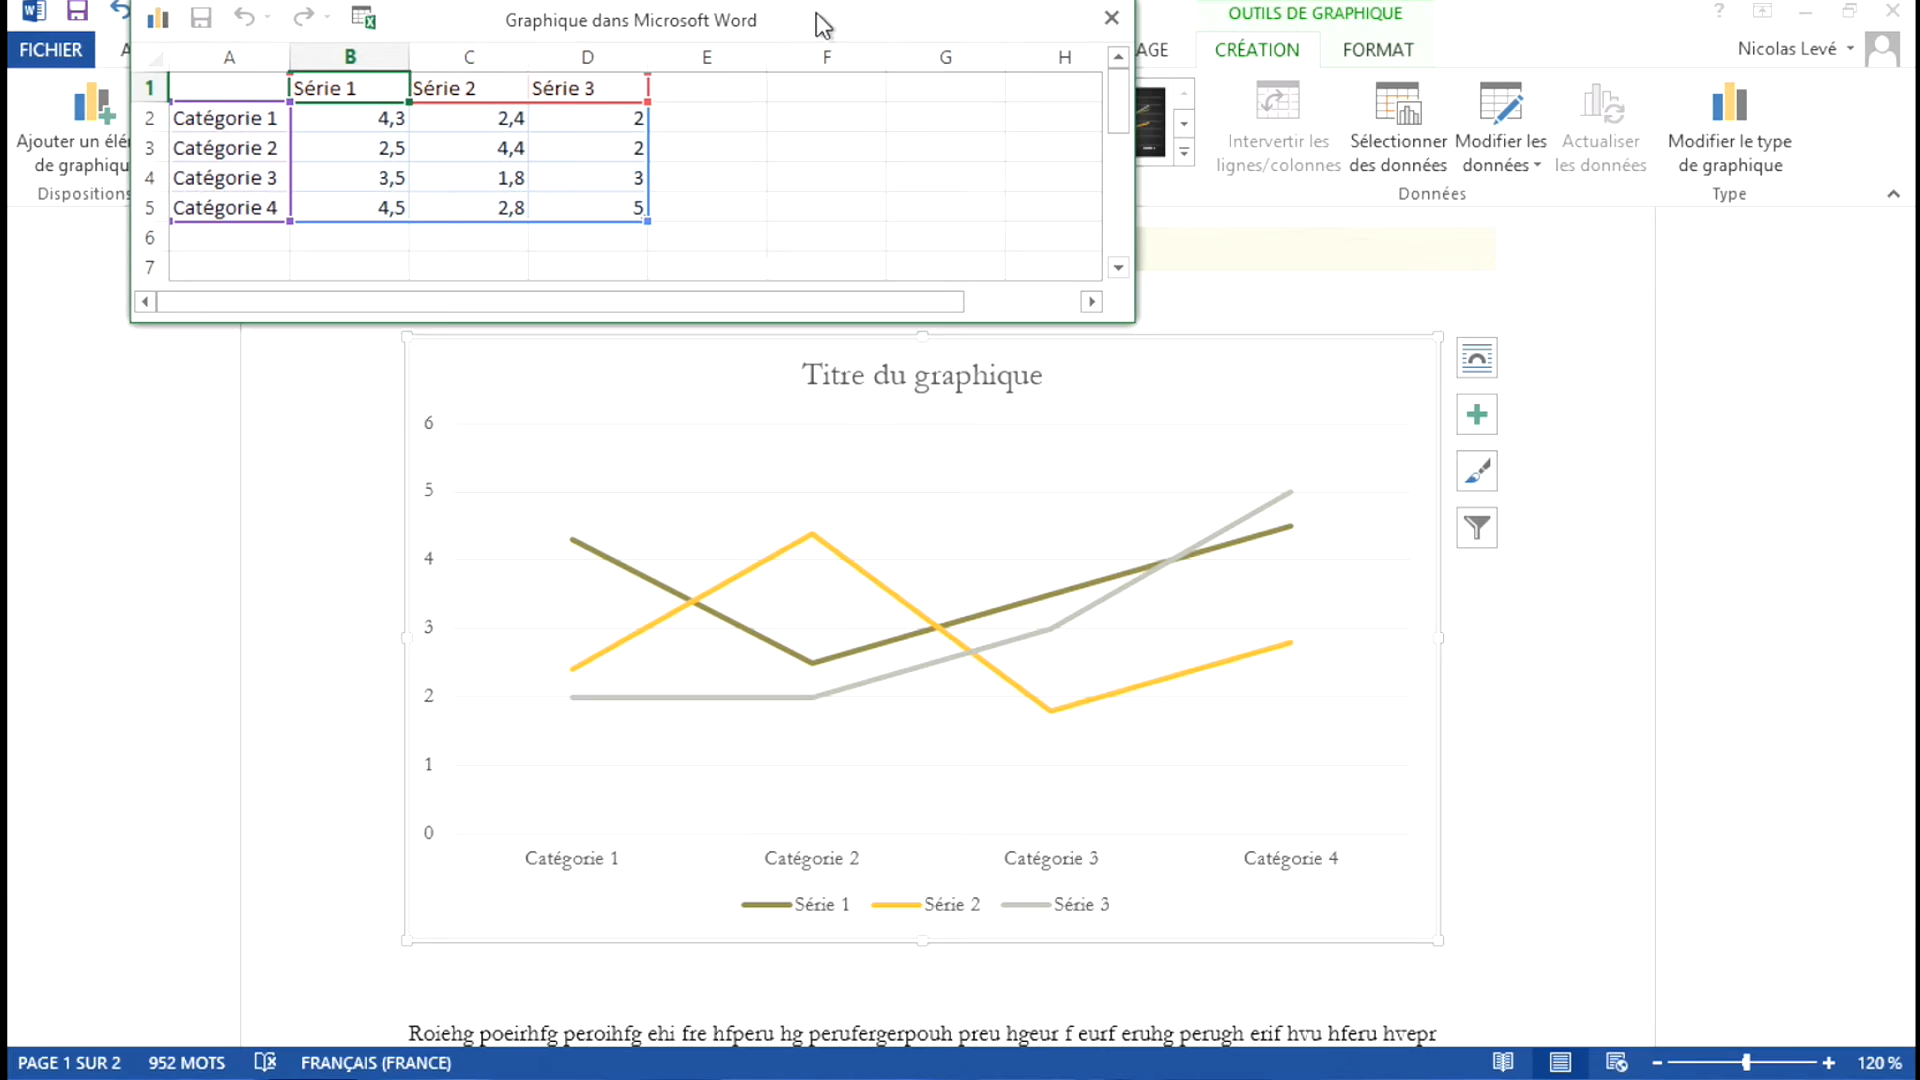 Graphique dans Microsoft Word
OUTILS DE GRAPHIQUE
?
FICHIER
A
AGE
CRÉATION
FORMAT
Nicolas Levé
A B C D E F G H
1 Série 1 Série 2 Série 3
2 Catégorie 1 4,3 2,4 2
3 Catégorie 2 2,5 4,4 2
4 Catégorie 3 3,5 1,8 3
5 Catégorie 4 4,5 2,8 5
6
7
Ajouter un élé
de graphiqu
Dispositions
Intervertir les
lignes/colonnes
Sélectionner
des données
Modifier les
données
Actualiser
les données
Données
Modifier le type
de graphique
Type
Titre du graphique
6
5
4
3
2
1
0
Catégorie 1 Catégorie 2 Catégorie 3 Catégorie 4
Série 1 Série 2 Série 3
Roiehg poeirhfg peroihfg ehi fre hfperu hg perufergerpouh preu hgeur f eurf eruhg perugh erif hvu hferu hvepr
PAGE 1 SUR 2 952 MOTS FRANÇAIS (FRANCE) 120 %